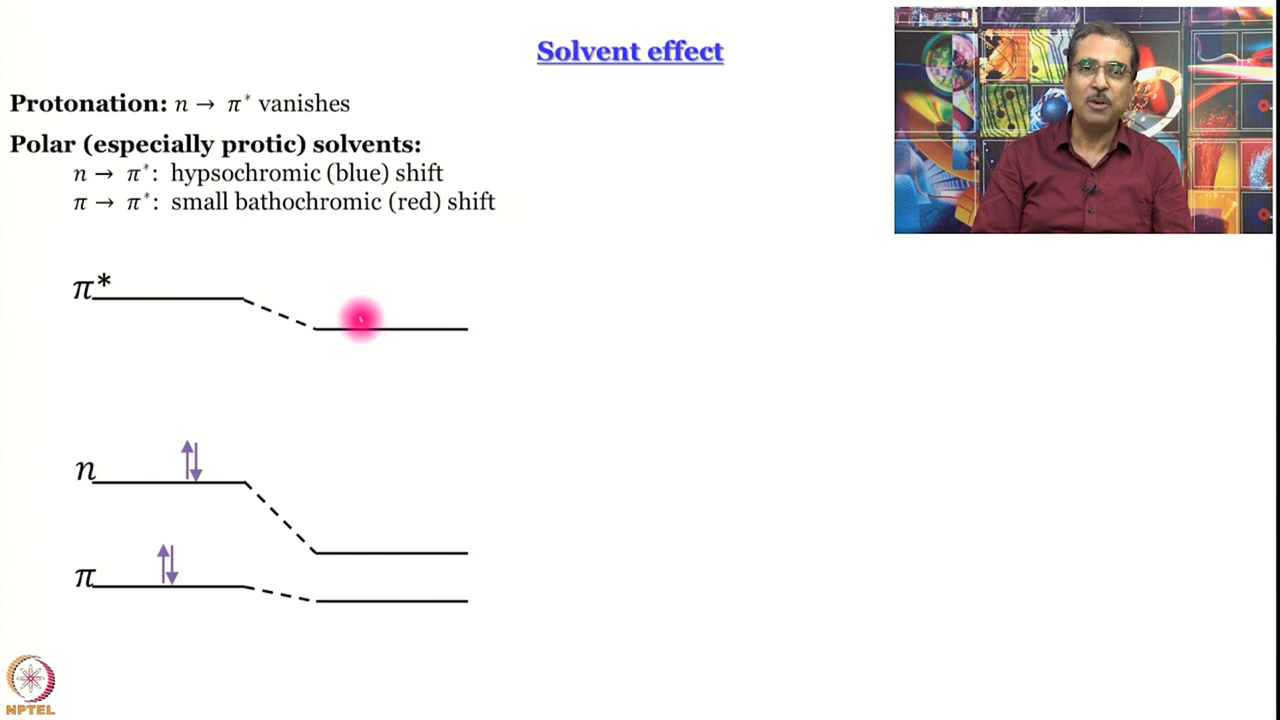 Solvent effect
Protonation: n → π* vanishes
Polar (especially protic) solvents:
n → π*: hypsochromic (blue) shift
π → π*: small bathochromic (red) shift
π*
n
π
NPTEL